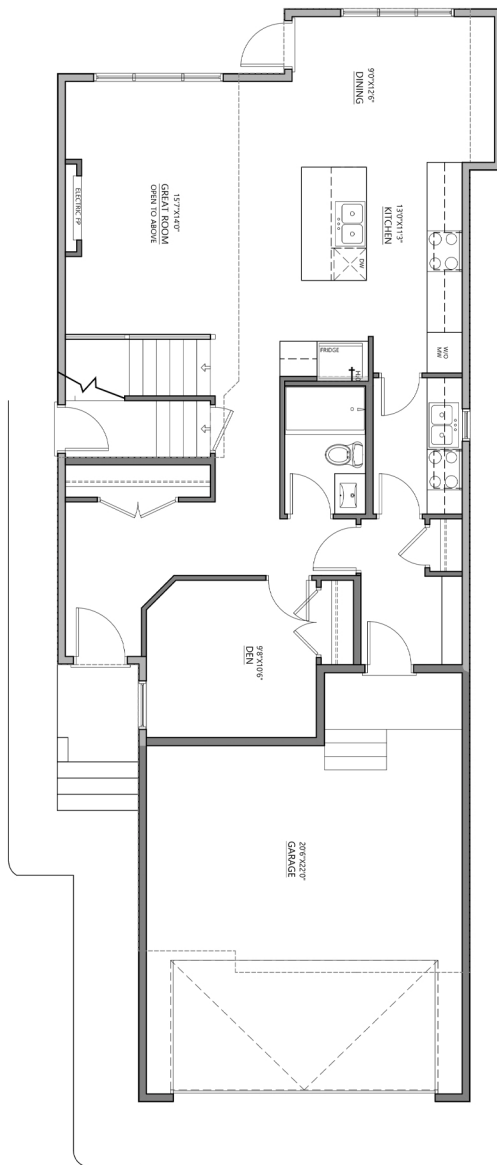 9'0"X12'6"
DINING
13'0"X11'3"
KITCHEN
15'7"X14'0"
GREAT ROOM
OPEN TO ABOVE
ELECTRIC FP
DW
W/O
MW
FRIDGE
9'8"X10'6"
DEN
20'6"X22'0"
GARAGE